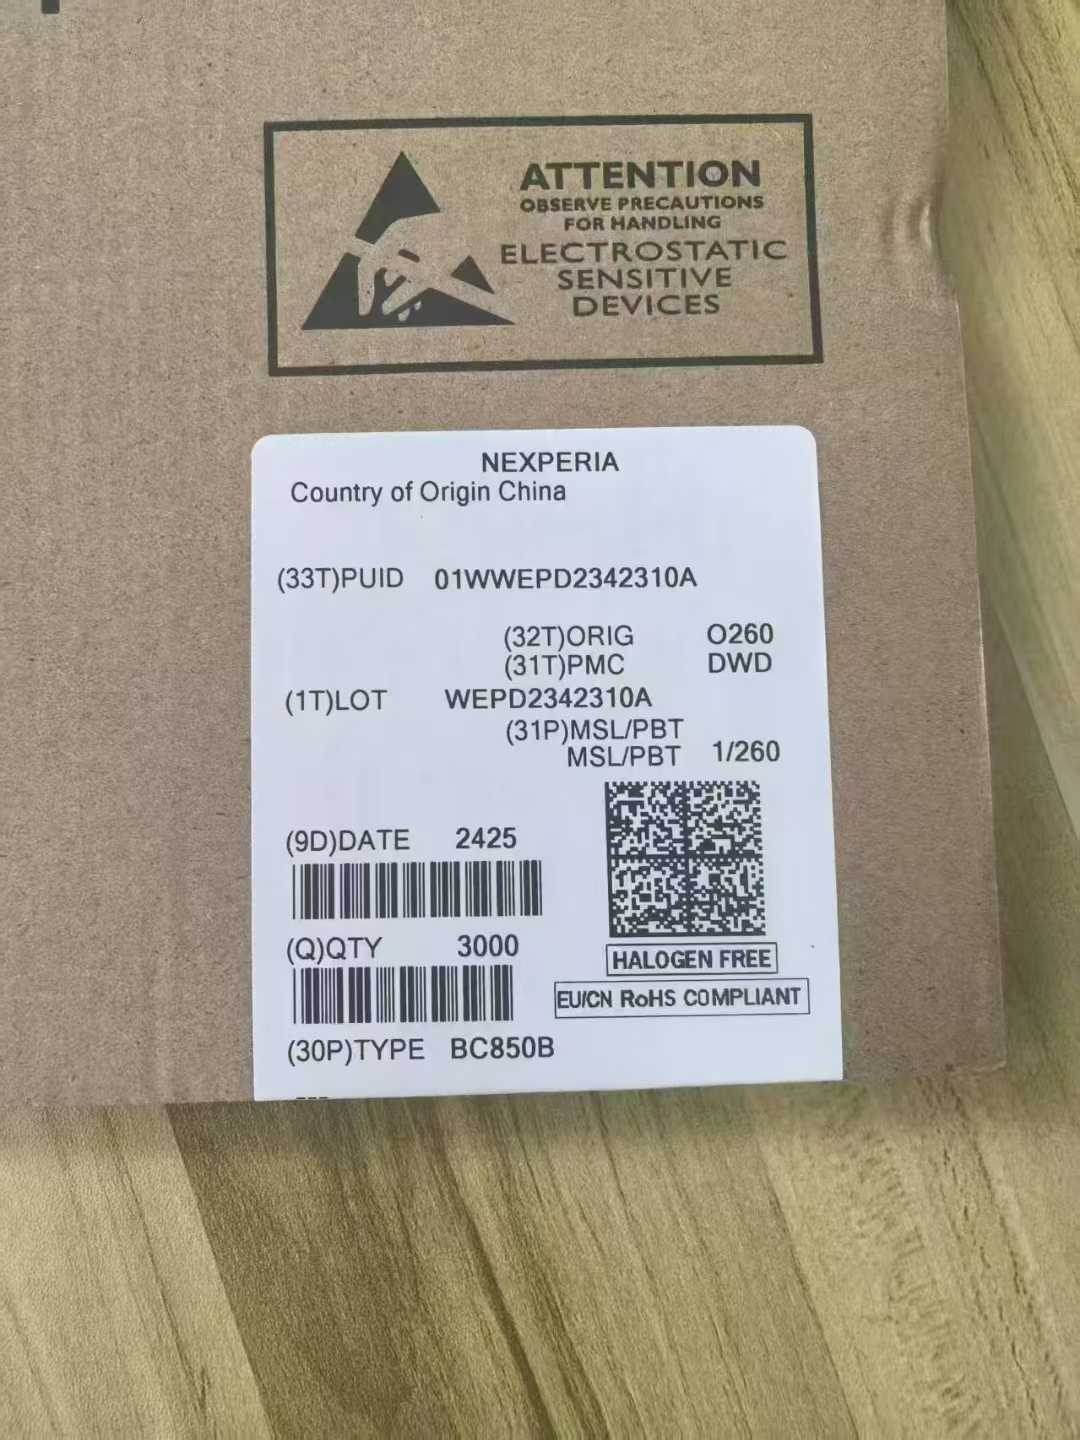 ATTENTION
OBSERVE PRECAUTIONS
FOR HANDLING
ELECTROSTATIC
SENSITIVE
DEVICES
NEXPERIA
Country of Origin China
(33T)PUID 01WWEPD2342310A
(32T)ORIG O260
(31T)PMC DWD
(1T)LOT WEPD2342310A
(31P)MSL/PBT
MSL/PBT 1/260
(9D)DATE 2425
(Q)QTY 3000
HALOGEN FREE
EU/CN RoHS COMPLIANT
(30P)TYPE BC850B